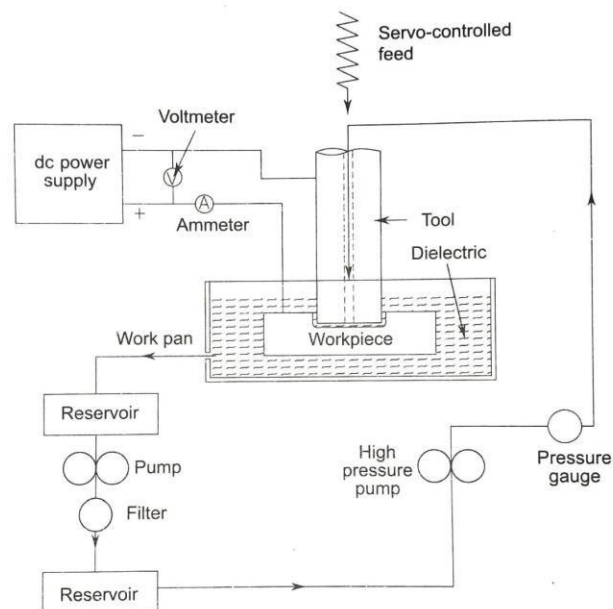 Servo-controlled
feed
Voltmeter
−
dc power
supply
V
+
A
Ammeter
Tool
Dielectric
Work pan
Workpiece
Reservoir
Pump
High
pressure
pump
Pressure
gauge
Filter
Reservoir